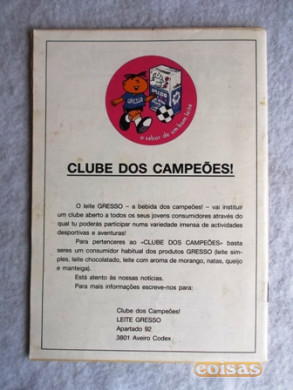 GRESSO
o sabor de um bom leite
CLUBE DOS CAMPEÕES!
O leite GRESSO – a bebida dos campeões! – vai instituir
um clube aberto a todos os seus jovens consumidores através do
qual tu poderás participar numa variedade imensa de actividades
desportivas e aventuras!
Para pertenceres ao «CLUBE DOS CAMPEÕES» basta
seres um consumidor habitual dos produtos GRESSO (leite sim-
ples, leite chocolatado, leite com aroma de morango, natas, queijo
e manteiga).
Está atento às nossas notícias.
Para mais informações escreve-nos para:
Clube dos Campeões!
LEITE GRESSO
Apartado 92
3801 Aveiro Codex
coisas